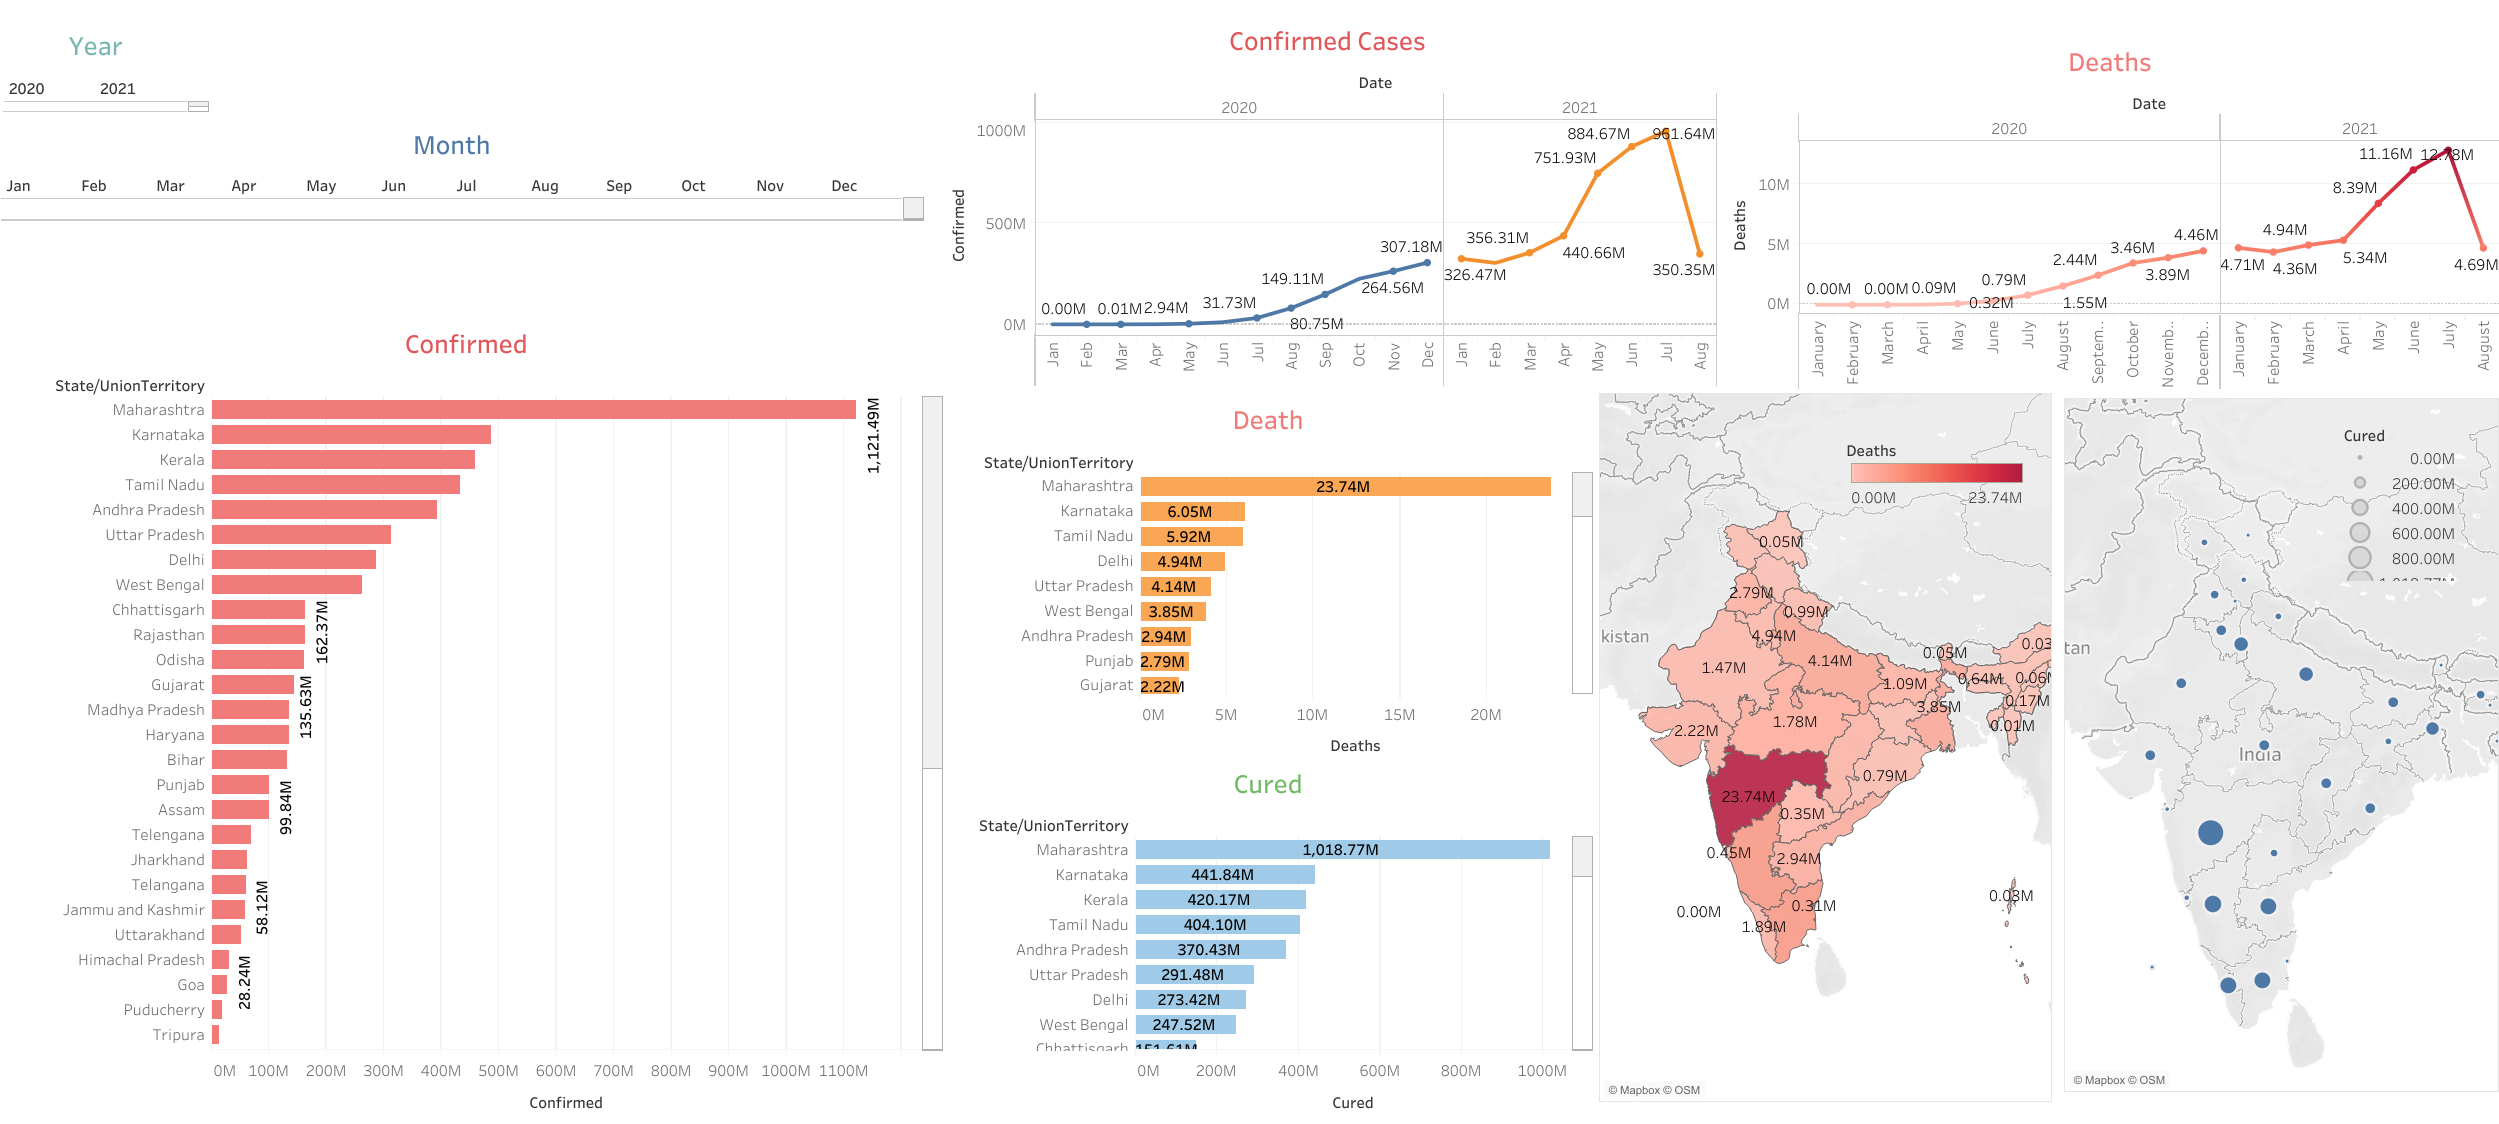 Year
2020 2021
Month
Jan Feb Mar Apr May Jun Jul Aug Sep Oct Nov Dec
Confirmed
State/UnionTerritory
Maharashtra 1,121.49M
Karnataka
Kerala
Tamil Nadu
Andhra Pradesh
Uttar Pradesh
Delhi
West Bengal
Chhattisgarh
Rajasthan 162.37M
Odisha
Gujarat
Madhya Pradesh 135.63M
Haryana
Bihar
Punjab
Assam 99.84M
Telengana
Jharkhand
Telangana
Jammu and Kashmir 58.12M
Uttarakhand
Himachal Pradesh
Goa 28.24M
Puducherry
Tripura
0M 100M 200M 300M 400M 500M 600M 700M 800M 900M 1000M 1100M
Confirmed
Confirmed Cases
Date
2020 2021
Confirmed
1000M
500M
0M
0.00M 0.01M 2.94M 31.73M 80.75M 149.11M 264.56M 307.18M
326.47M 356.31M 440.66M 751.93M 884.67M 961.64M 350.35M
Jan Feb Mar Apr May Jun Jul Aug Sep Oct Nov Dec Jan Feb Mar Apr May Jun Jul Aug
Deaths
Date
2020 2021
Deaths
10M
5M
0M
0.00M 0.00M 0.09M 0.32M 0.79M 1.55M 2.44M 3.46M 3.89M 4.46M
4.71M 4.36M 4.94M 5.34M 8.39M 11.16M 12.78M 4.69M
January February March April May June July August Septem.. October Novemb.. Decemb.. January February March April May June July August
Death
State/UnionTerritory
Maharashtra 23.74M
Karnataka 6.05M
Tamil Nadu 5.92M
Delhi 4.94M
Uttar Pradesh 4.14M
West Bengal 3.85M
Andhra Pradesh 2.94M
Punjab 2.79M
Gujarat 2.22M
0M 5M 10M 15M 20M
Deaths
Cured
State/UnionTerritory
Maharashtra 1,018.77M
Karnataka 441.84M
Kerala 420.17M
Tamil Nadu 404.10M
Andhra Pradesh 370.43M
Uttar Pradesh 291.48M
Delhi 273.42M
West Bengal 247.52M
Chhattisgarh 151.61M
0M 200M 400M 600M 800M 1000M
Cured
Deaths
0.00M 23.74M
0.05M
2.79M
0.99M
kistan
4.94M
0.05M
0.03
1.47M
4.14M
1.09M
0.64M
0.06M
0.17M
3.85M
1.78M
2.22M
0.01M
0.79M
23.74M
0.35M
0.45M
2.94M
0.03M
0.31M
0.00M
1.89M
© Mapbox © OSM
Cured
0.00M
200.00M
400.00M
600.00M
800.00M
1,018.77M
tan
India
© Mapbox © OSM